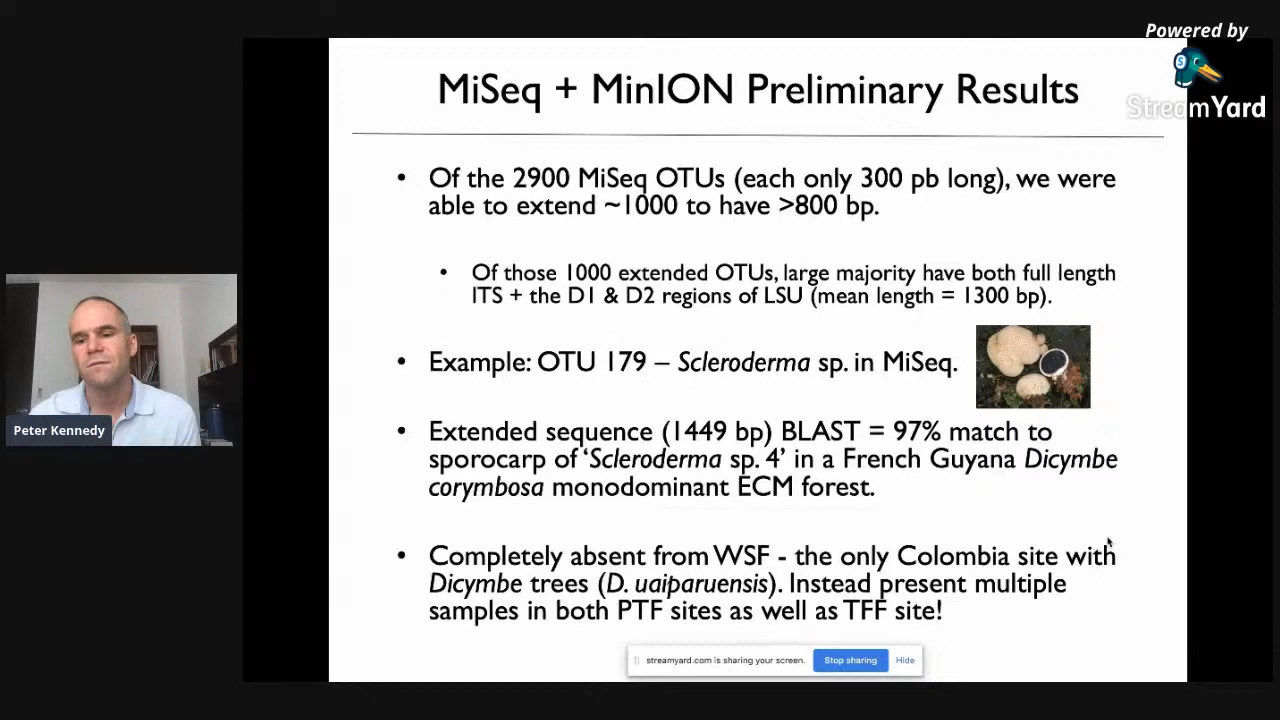 Powered by
StreamYard
MiSeq + MinION Preliminary Results
• Of the 2900 MiSeq OTUs (each only 300 pb long), we were
able to extend ~1000 to have >800 bp.
• Of those 1000 extended OTUs, large majority have both full length
ITS + the D1 & D2 regions of LSU (mean length = 1300 bp).
• Example: OTU 179 – Scleroderma sp. in MiSeq.
• Extended sequence (1449 bp) BLAST = 97% match to
sporocarp of ‘Scleroderma sp. 4’ in a French Guyana Dicymbe
corymbosa monodominant ECM forest.
• Completely absent from WSF - the only Colombia site with
Dicymbe trees (D. uaiparuensis). Instead present multiple
samples in both PTF sites as well as TFF site!
Peter Kennedy
streamyard.com is sharing your screen. Stop sharing Hide